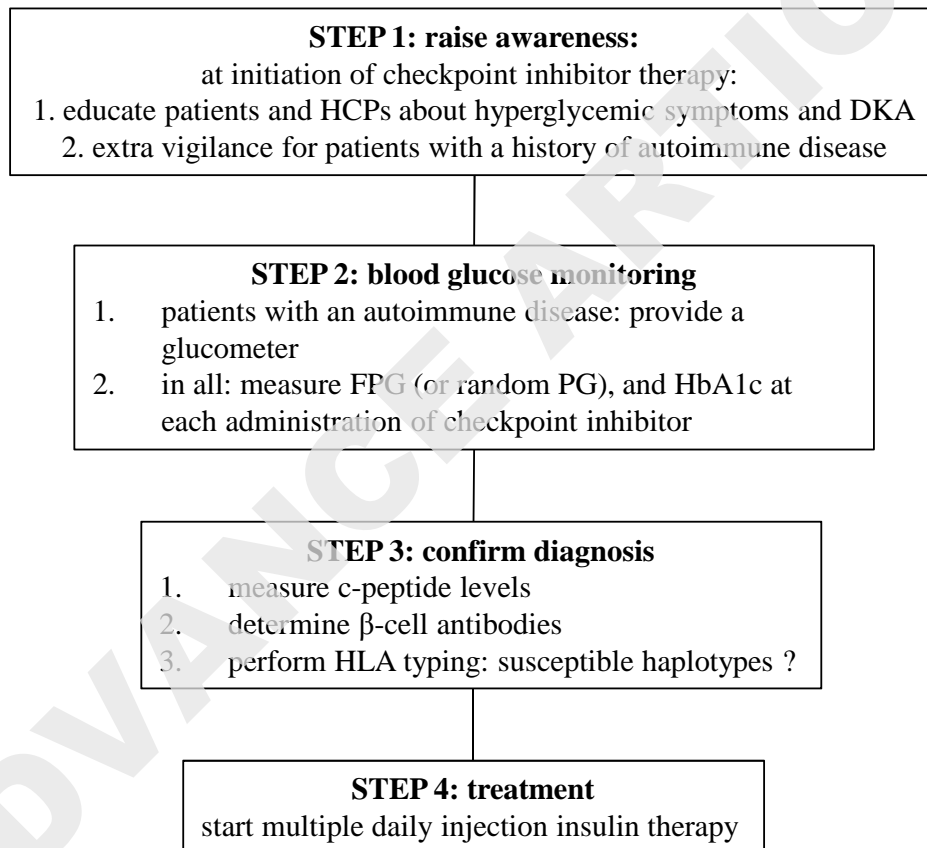 STEP 1: raise awareness:
at initiation of checkpoint inhibitor therapy:
1. educate patients and HCPs about hyperglycemic symptoms and DKA
2. extra vigilance for patients with a history of autoimmune disease
STEP 2: blood glucose monitoring
1. patients with an autoimmune disease: provide a
glucometer
2. in all: measure FPG (or random PG), and HbA1c at
each administration of checkpoint inhibitor
STEP 3: confirm diagnosis
1. measure c-peptide levels
2. determine β-cell antibodies
3. perform HLA typing: susceptible haplotypes ?
STEP 4: treatment
start multiple daily injection insulin therapy
DVANCE ARTIC